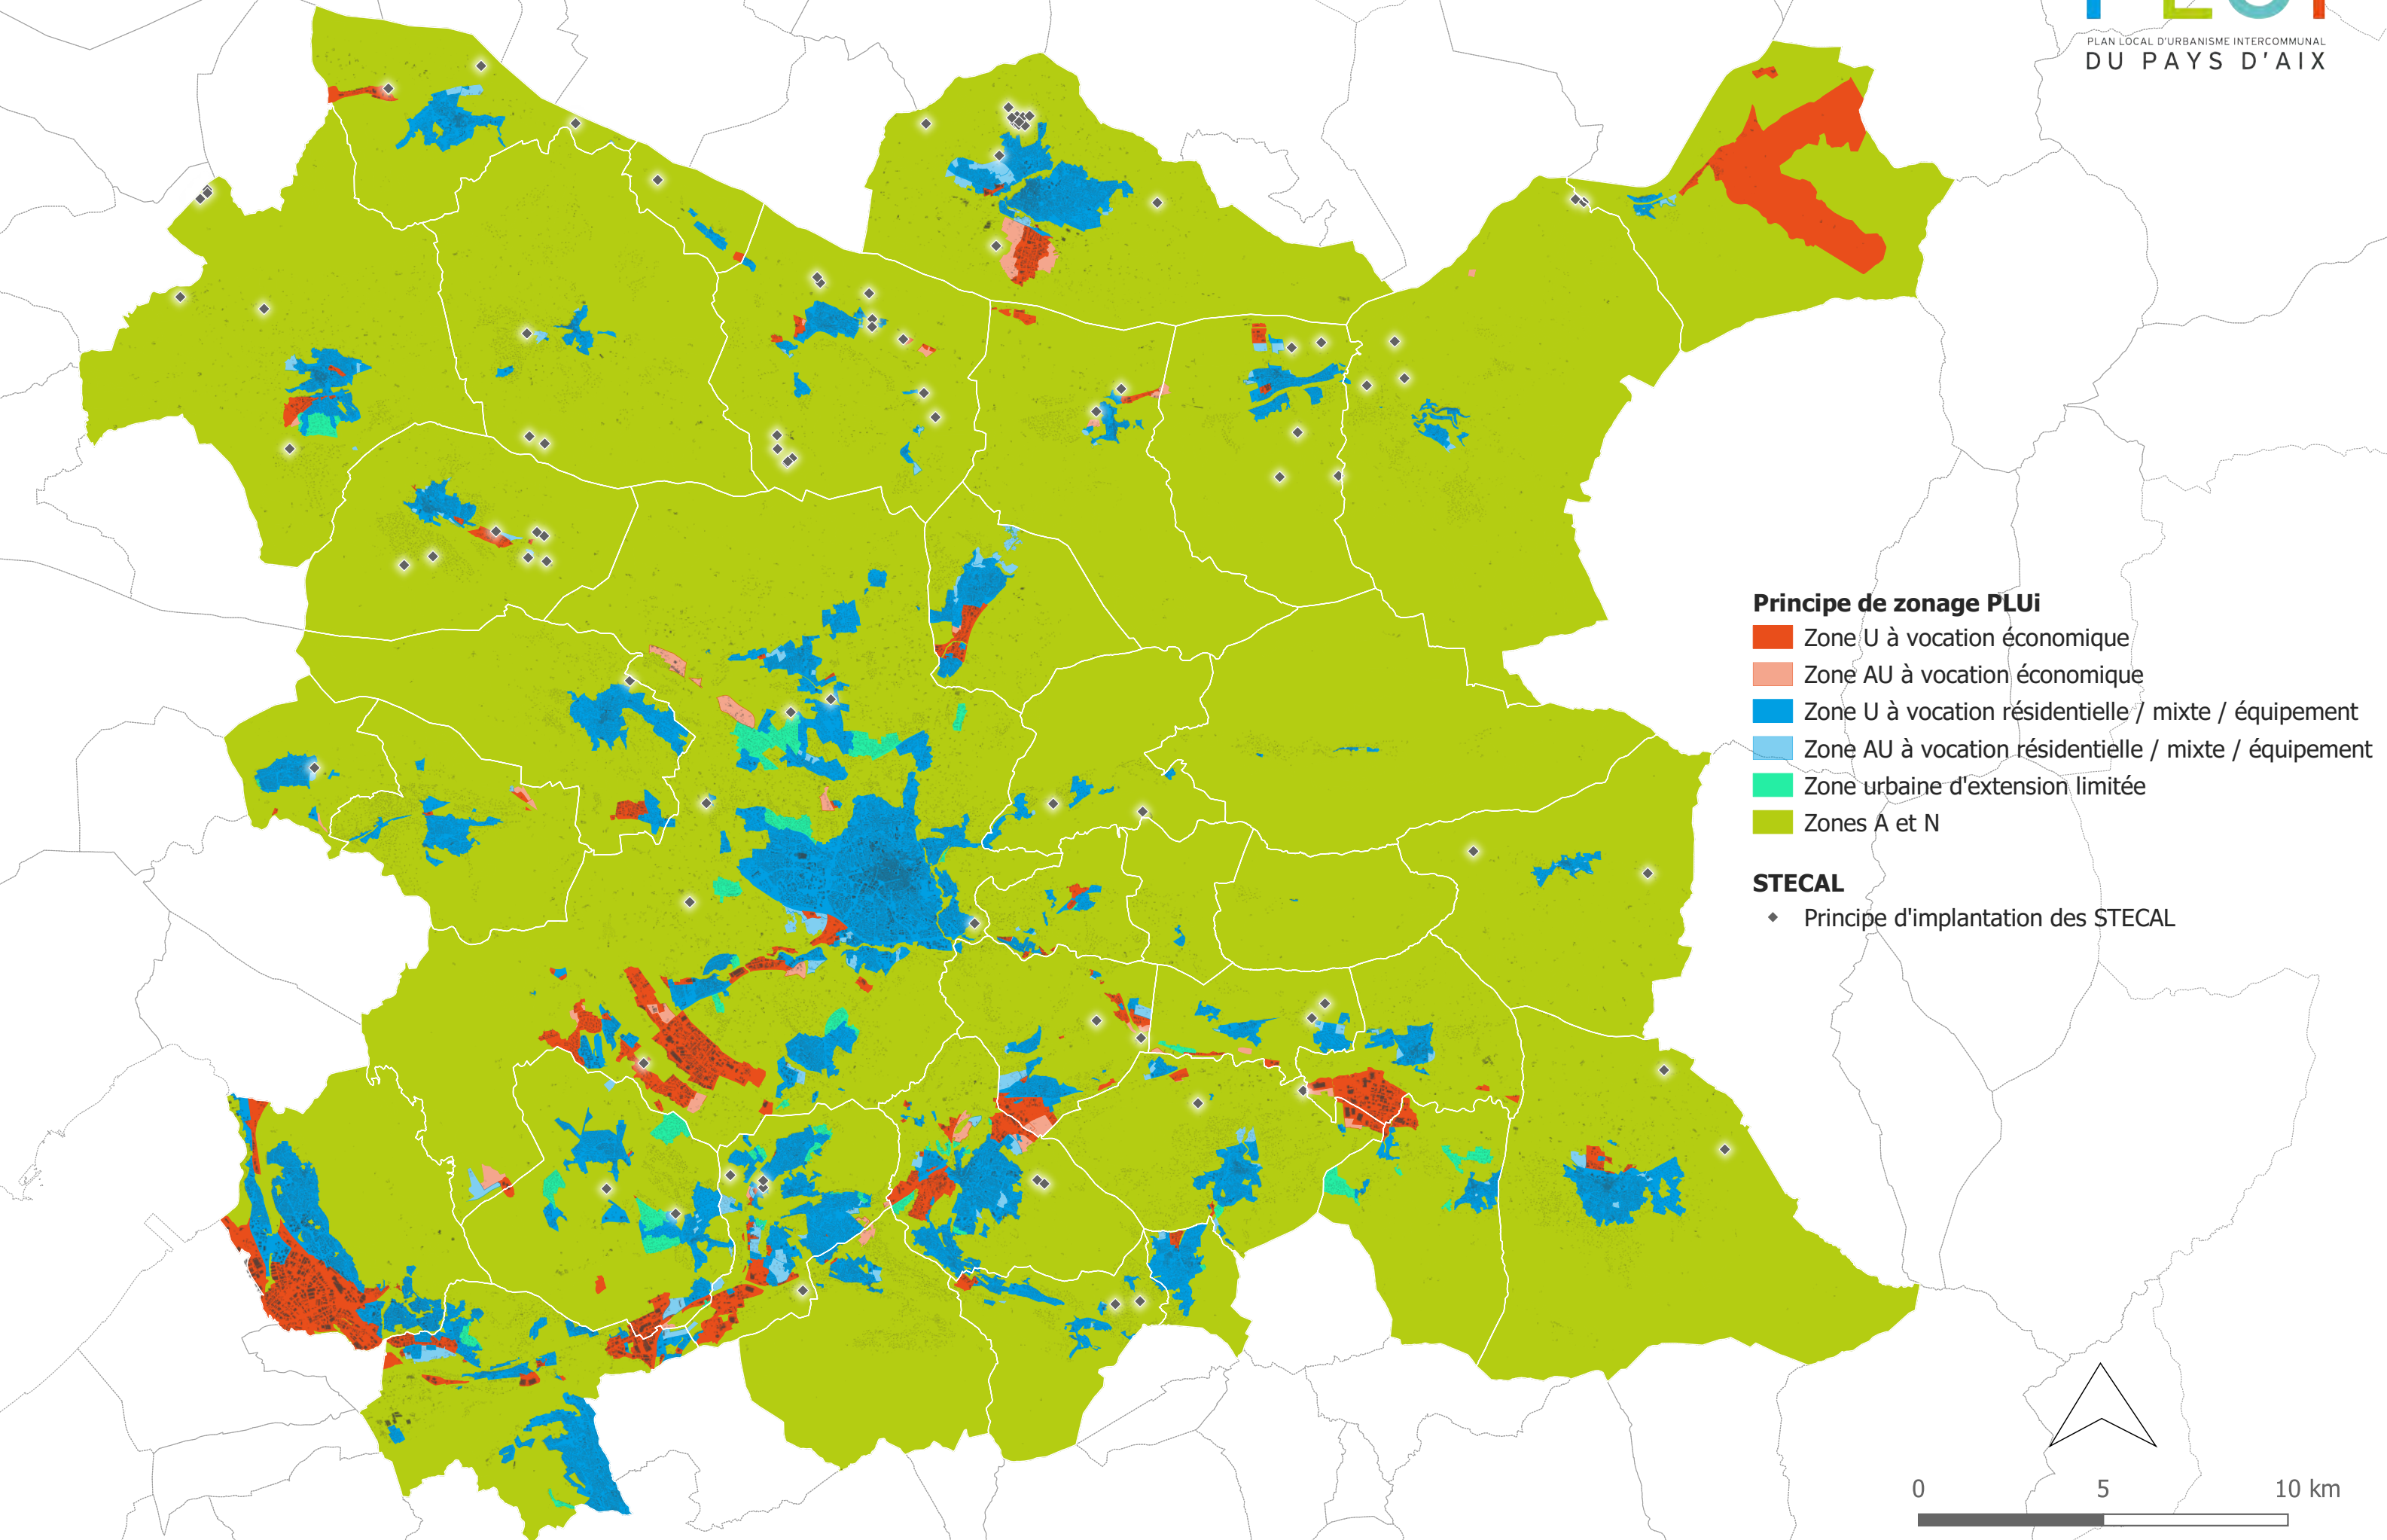 PLAN LOCAL D'URBANISME INTERCOMMUNAL
DU PAYS D'AIX
Principe de zonage PLUi
Zone U à vocation économique
Zone AU à vocation économique
Zone U à vocation résidentielle / mixte / équipement
Zone AU à vocation résidentielle / mixte / équipement
Zone urbaine d'extension limitée
Zones A et N
STECAL
Principe d'implantation des STECAL
0 5 10 km